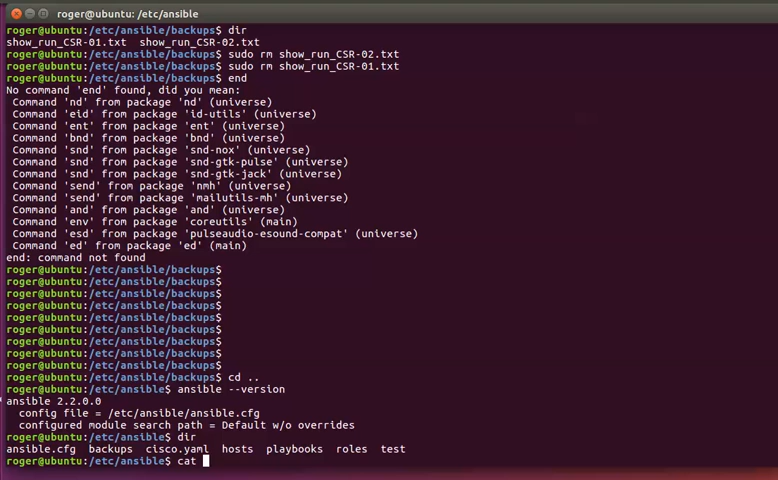 roger@ubuntu: /etc/ansible
roger@ubuntu:/etc/ansible/backups$ dir
show_run_CSR-01.txt  show_run_CSR-02.txt
roger@ubuntu:/etc/ansible/backups$ sudo rm show_run_CSR-02.txt
roger@ubuntu:/etc/ansible/backups$ sudo rm show_run_CSR-01.txt
roger@ubuntu:/etc/ansible/backups$ end
No command 'end' found, did you mean:
 Command 'nd' from package 'nd' (universe)
 Command 'eid' from package 'id-utils' (universe)
 Command 'ent' from package 'ent' (universe)
 Command 'bnd' from package 'bnd' (universe)
 Command 'snd' from package 'snd-nox' (universe)
 Command 'snd' from package 'snd-gtk-pulse' (universe)
 Command 'snd' from package 'snd-gtk-jack' (universe)
 Command 'send' from package 'nmh' (universe)
 Command 'send' from package 'mailutils-mh' (universe)
 Command 'and' from package 'and' (universe)
 Command 'env' from package 'coreutils' (main)
 Command 'esd' from package 'pulseaudio-esound-compat' (universe)
 Command 'ed' from package 'ed' (main)
end: command not found
roger@ubuntu:/etc/ansible/backups$
roger@ubuntu:/etc/ansible/backups$
roger@ubuntu:/etc/ansible/backups$
roger@ubuntu:/etc/ansible/backups$
roger@ubuntu:/etc/ansible/backups$
roger@ubuntu:/etc/ansible/backups$
roger@ubuntu:/etc/ansible/backups$
roger@ubuntu:/etc/ansible/backups$
roger@ubuntu:/etc/ansible/backups$
roger@ubuntu:/etc/ansible/backups$ cd ..
roger@ubuntu:/etc/ansible$ ansible --version
ansible 2.2.0.0
  config file = /etc/ansible/ansible.cfg
  configured module search path = Default w/o overrides
roger@ubuntu:/etc/ansible$ dir
ansible.cfg  backups  cisco.yaml  hosts  playbooks  roles  test
roger@ubuntu:/etc/ansible$ cat